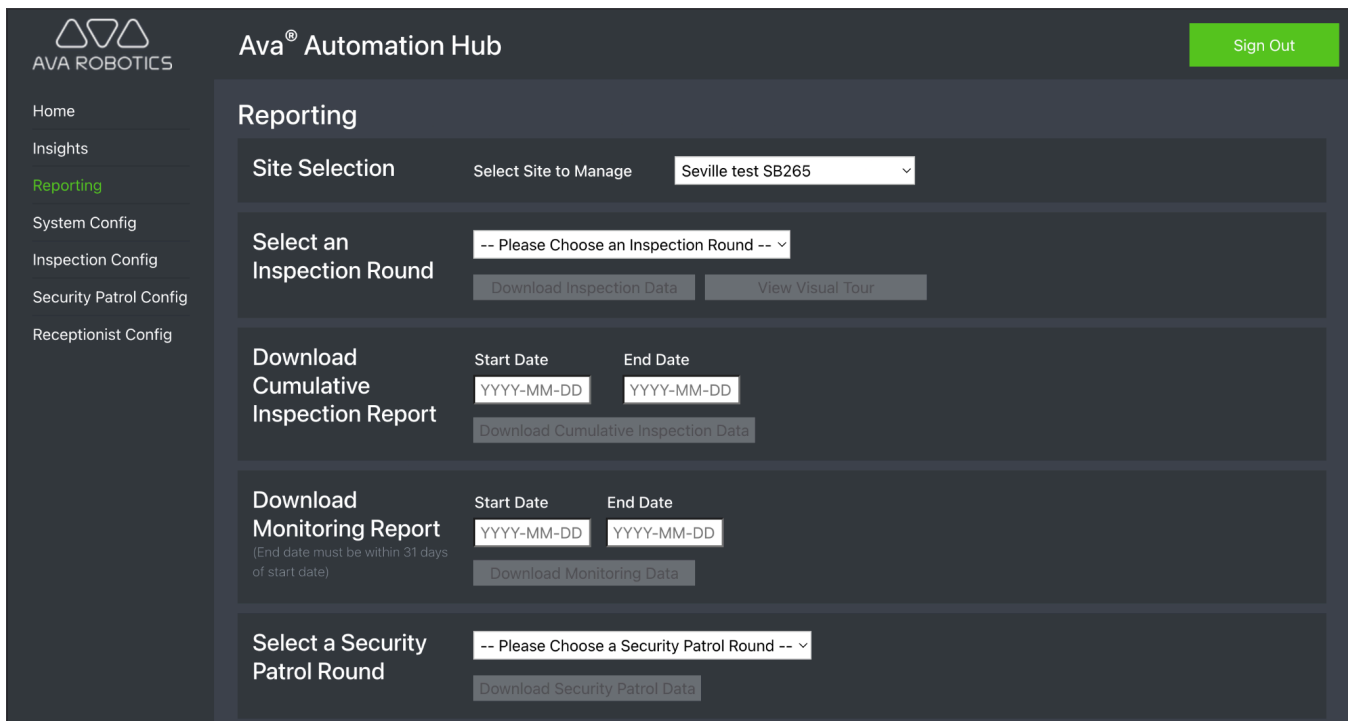 AVA ROBOTICS
Ava® Automation Hub
Sign Out
Home
Insights
Reporting
System Config
Inspection Config
Security Patrol Config
Receptionist Config
Reporting
Site Selection
Select Site to Manage
Seville test SB265
Select an
Inspection Round
-- Please Choose an Inspection Round --
Download Inspection Data
View Visual Tour
Download
Cumulative
Inspection Report
Start Date
End Date
YYYY-MM-DD
YYYY-MM-DD
Download Cumulative Inspection Data
Download
Monitoring Report
(End date must be within 31 days
of start date)
Start Date
End Date
YYYY-MM-DD
YYYY-MM-DD
Download Monitoring Data
Select a Security
Patrol Round
-- Please Choose a Security Patrol Round --
Download Security Patrol Data